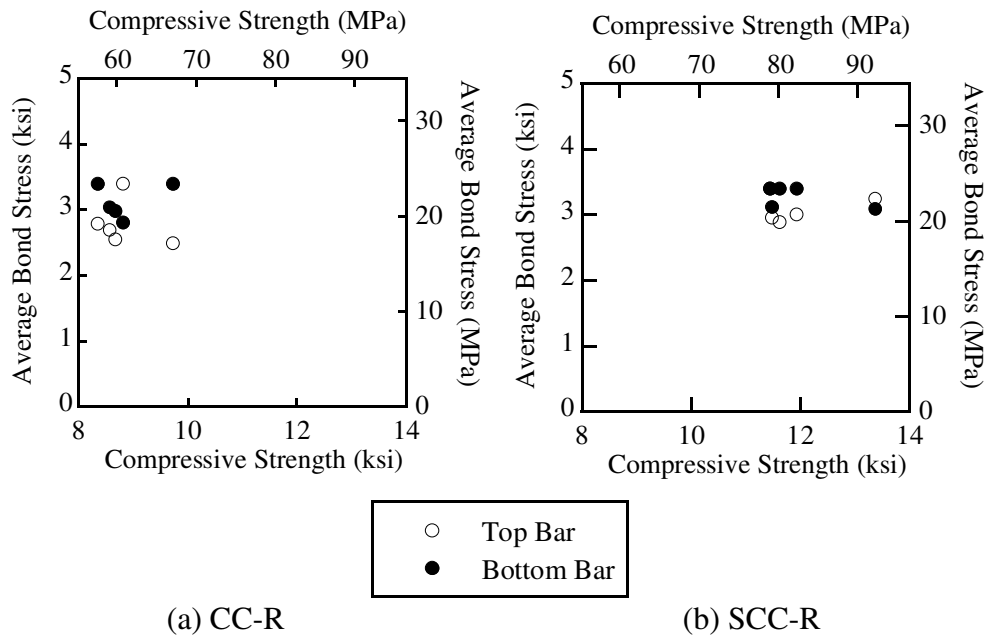 Compressive Strength (MPa)
60 70 80 90
5
4
3
2
1
0
Average Bond Stress (ksi)
30
20
10
0
Average Bond Stress (MPa)
8 10 12 14
Compressive Strength (ksi)
Compressive Strength (MPa)
60 70 80 90
5
4
3
2
1
0
Average Bond Stress (ksi)
30
20
10
0
Average Bond Stress (MPa)
8 10 12 14
Compressive Strength (ksi)
Top Bar
Bottom Bar
(a) CC-R
(b) SCC-R